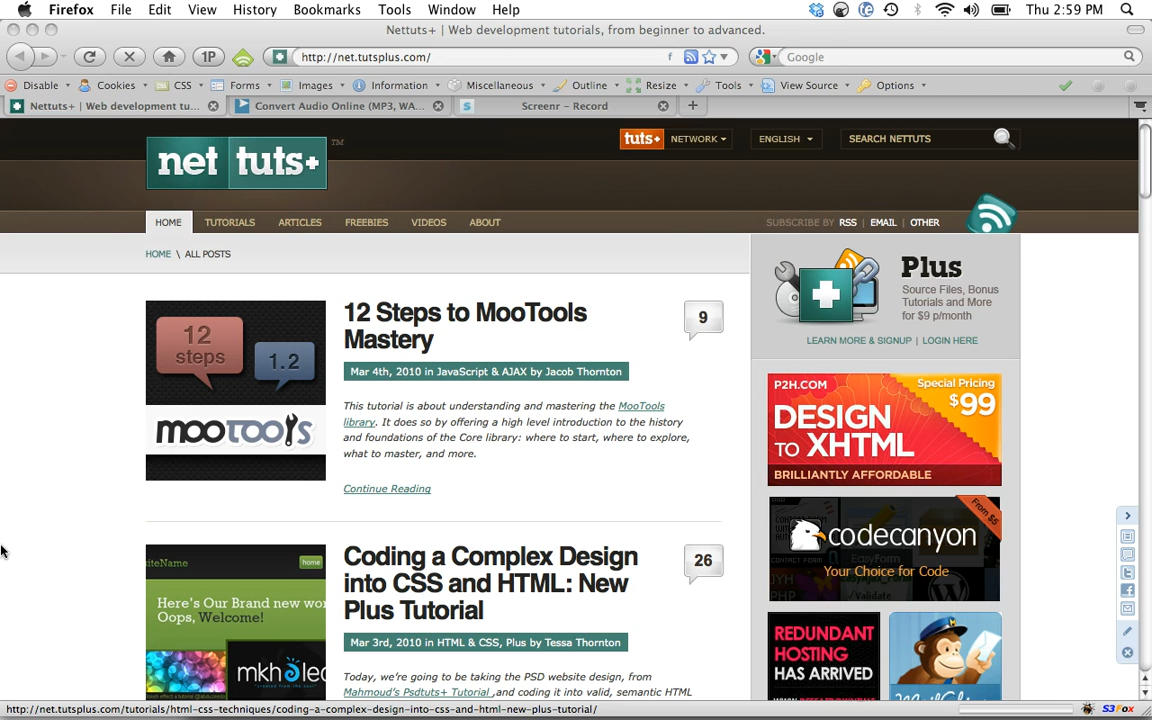 Firefox File Edit View History Bookmarks Tools Window Help Thu 2:59 PM
Nettuts+ | Web development tutorials, from beginner to advanced.
1P http://net.tutsplus.com/ f Google
Disable Cookies CSS Forms Images Information Miscellaneous Outline Resize Tools View Source Options
Nettuts+ | Web development tu... Convert Audio Online (MP3, WA... Screenr - Record
net tuts+ TM
tuts+ NETWORK ENGLISH SEARCH NETTUTS
HOME TUTORIALS ARTICLES FREEBIES VIDEOS ABOUT
SUBSCRIBE BY RSS | EMAIL | OTHER
HOME \ ALL POSTS
12 steps
1.2
mootools
12 Steps to MooTools
Mastery
9
Mar 4th, 2010 in JavaScript & AJAX by Jacob Thornton
This tutorial is about understanding and mastering the MooTools
library. It does so by offering a high level introduction to the history
and foundations of the Core library: where to start, where to explore,
what to master, and more.
Continue Reading
siteName home
Here's Our Brand new wor
Oops, Welcome!
mkholec
Coding a Complex Design
into CSS and HTML: New
Plus Tutorial
26
Mar 3rd, 2010 in HTML & CSS, Plus by Tessa Thornton
Today, we're going to be taking the PSD website design, from
Mahmoud's Psdtuts+ Tutorial ,and coding it into valid, semantic HTML
Plus
Source Files, Bonus
Tutorials and More
for $9 p/month
LEARN MORE & SIGNUP | LOGIN HERE
P2H.COM Special Pricing
$99
DESIGN
TO XHTML
BRILLIANTLY AFFORDABLE
From $5
codecanyon
Your Choice for Code
REDUNDANT
HOSTING
HAS ARRIVED
http://net.tutsplus.com/tutorials/html-css-techniques/coding-a-complex-design-into-css-and-html-new-plus-tutorial/
S3Fox